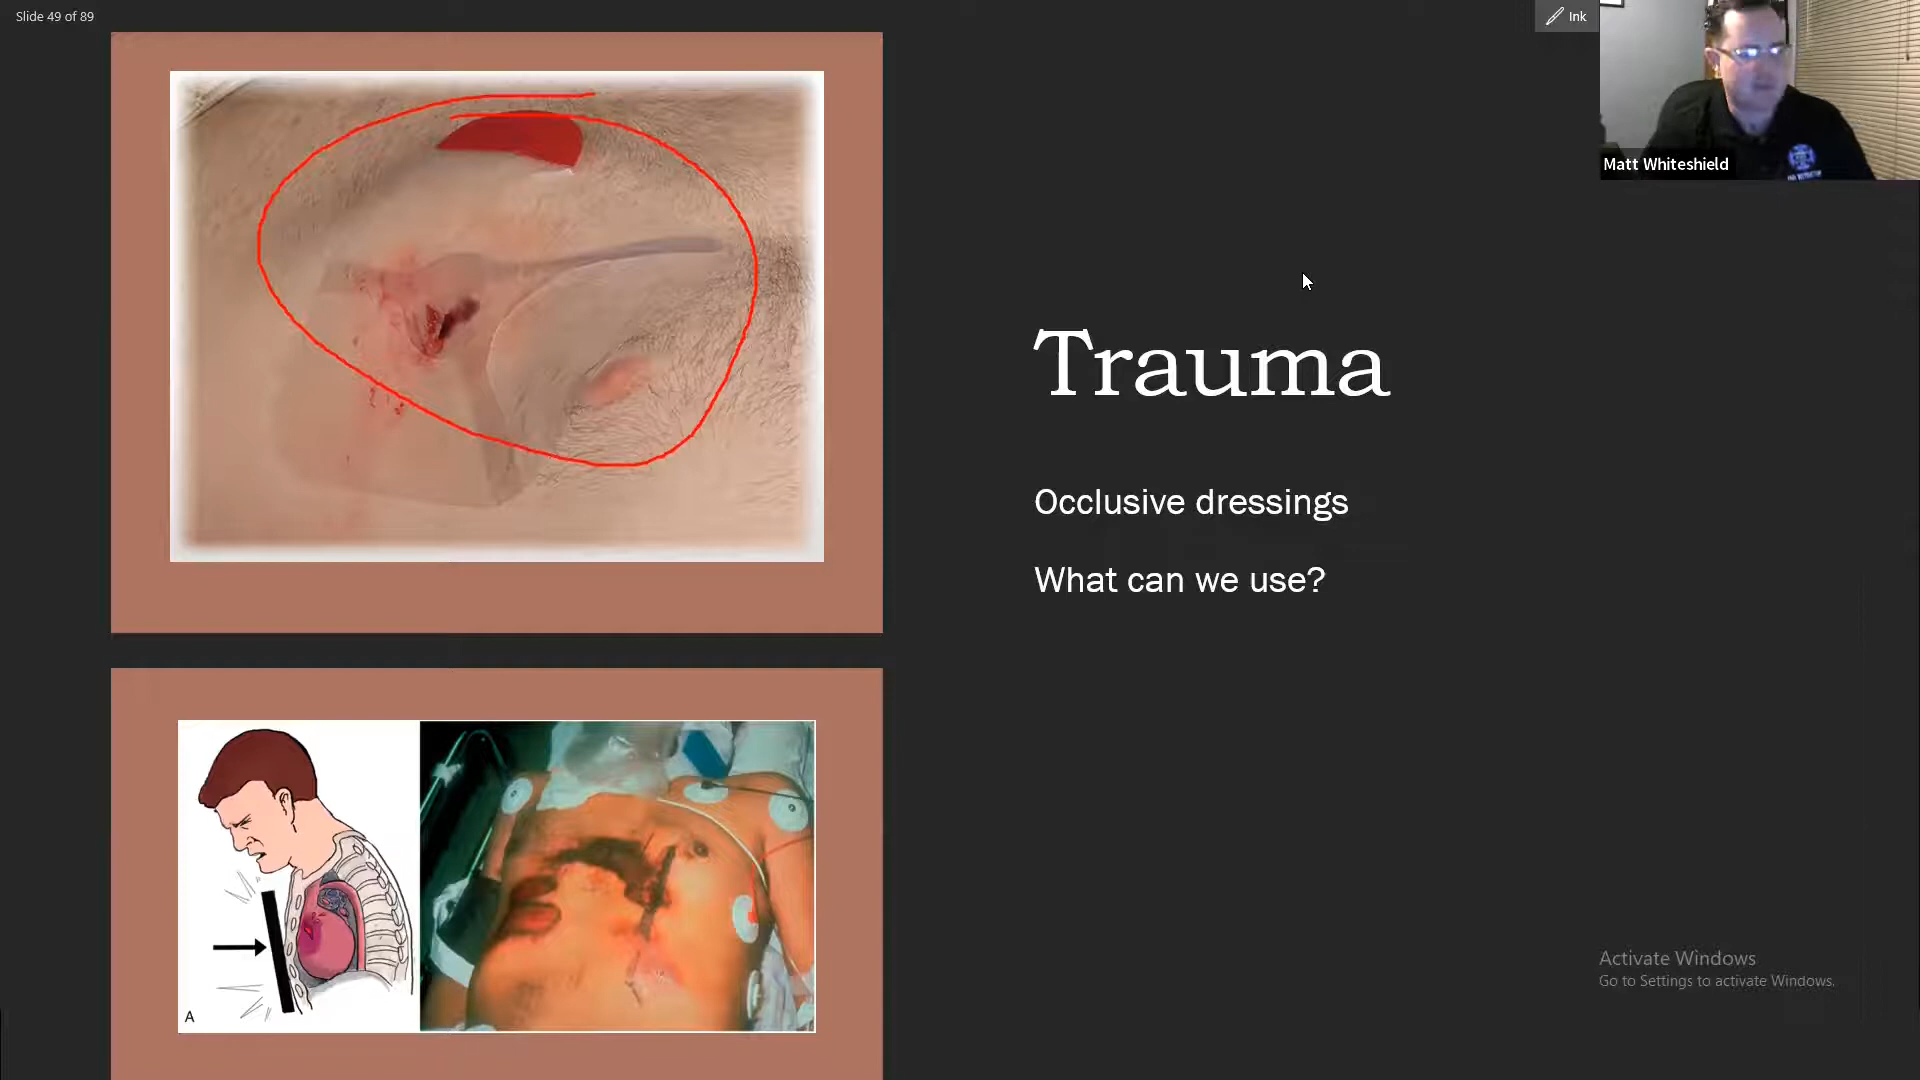 Slide 49 of 89
Ink
Matt Whiteshield
Trauma
Occlusive dressings
What can we use?
A
Activate Windows
Go to Settings to activate Windows.